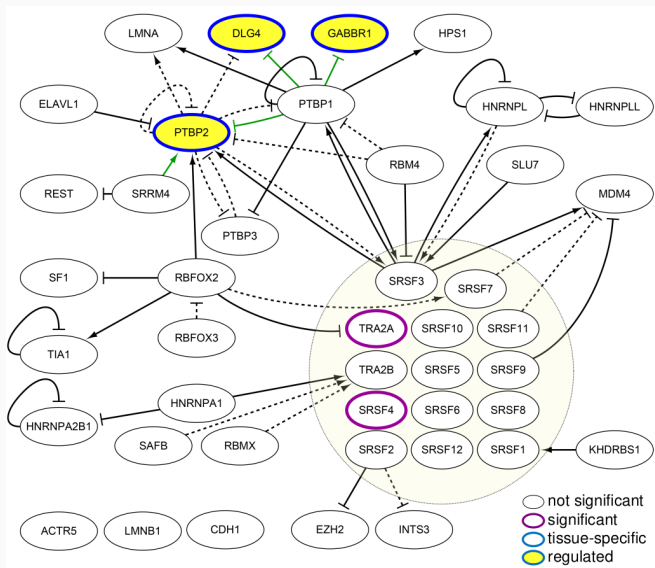 LMNA DLG4 GABBR1 HPS1
ELAVL1 PTBP1 HNRNPL HNRNPLL
PTBP2
RBM4 SLU7
REST SRRM4 MDM4
PTBP3
SF1 RBFOX2 SRSF3 SRSF7
TRA2A SRSF10 SRSF11
TIA1 RBFOX3
TRA2B SRSF5 SRSF9
HNRNPA2B1 HNRNPA1 SRSF4 SRSF6 SRSF8
SAFB RBMX SRSF2 SRSF12 SRSF1 KHDRBS1
ACTR5 LMNB1 CDH1 EZH2 INTS3
not significant
significant
tissue-specific
regulated